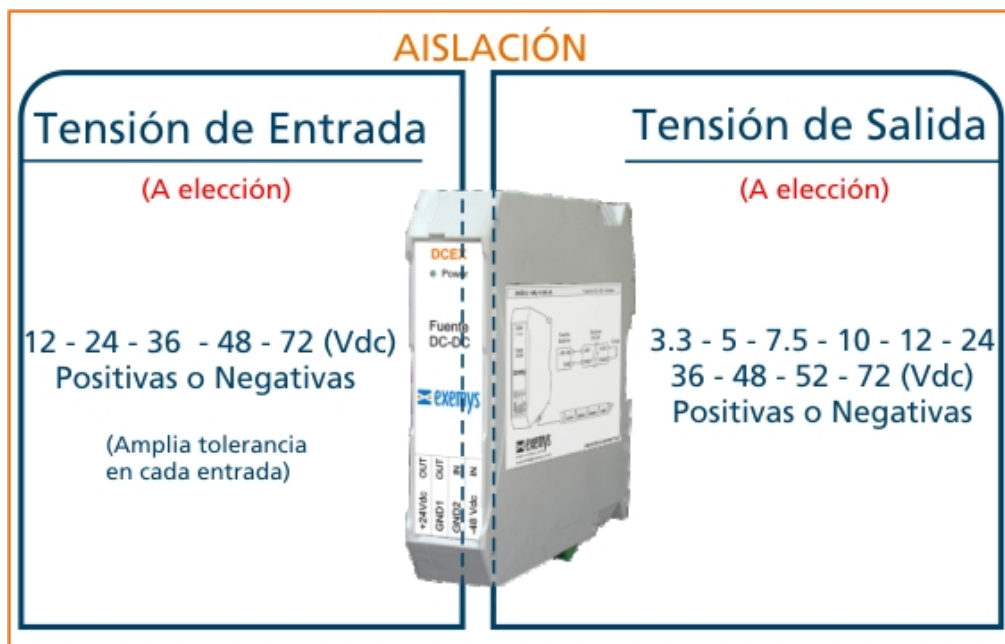 AISLACIÓN
Tensión de Entrada
(A elección)
12 - 24 - 36 - 48 - 72 (Vdc)
Positivas o Negativas
(Amplia tolerancia
en cada entrada)
Tensión de Salida
(A elección)
3.3 - 5 - 7.5 - 10 - 12 - 24
36 - 48 - 52 - 72 (Vdc)
Positivas o Negativas
DCEX
Power
Fuente
DC-DC
exemys
+24Vdc OUT
GND1 OUT
GND2 IN
-48 Vdc IN
exemys